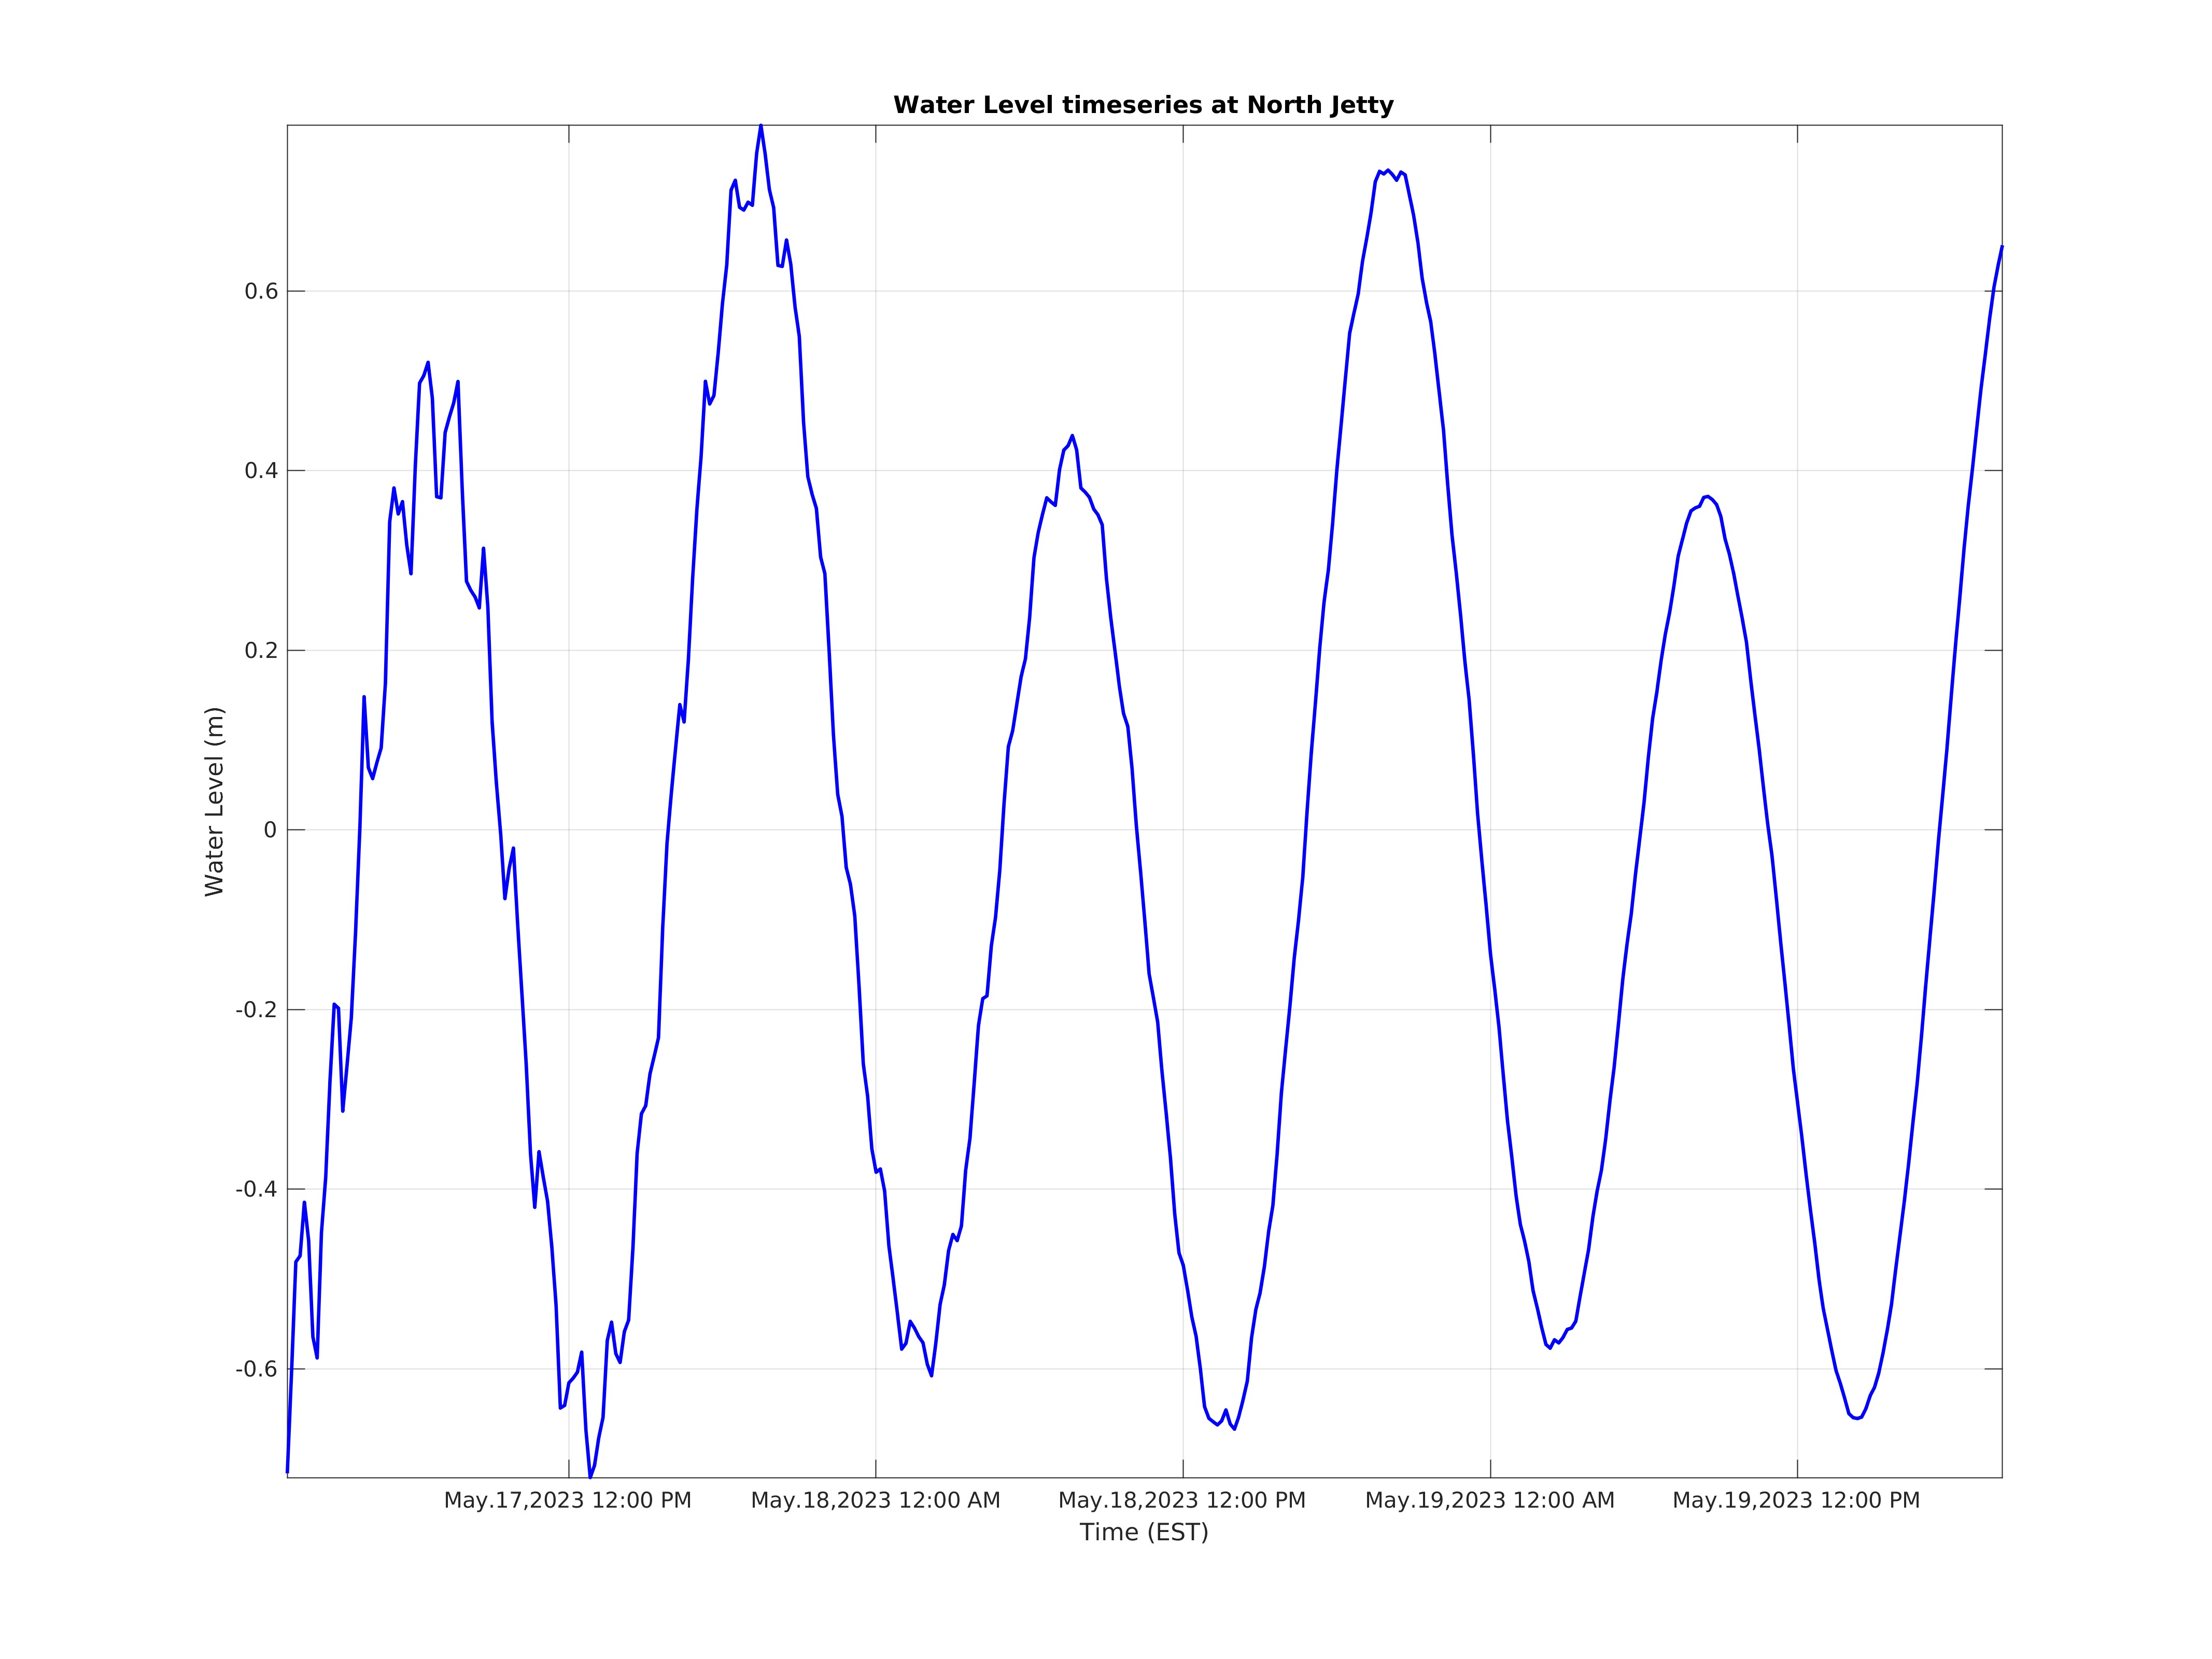 Water Level timeseries at North Jetty
0.6
0.4
0.2
0
-0.2
-0.4
-0.6
Water Level (m)
May.17,2023 12:00 PM
May.18,2023 12:00 AM
May.18,2023 12:00 PM
May.19,2023 12:00 AM
May.19,2023 12:00 PM
Time (EST)